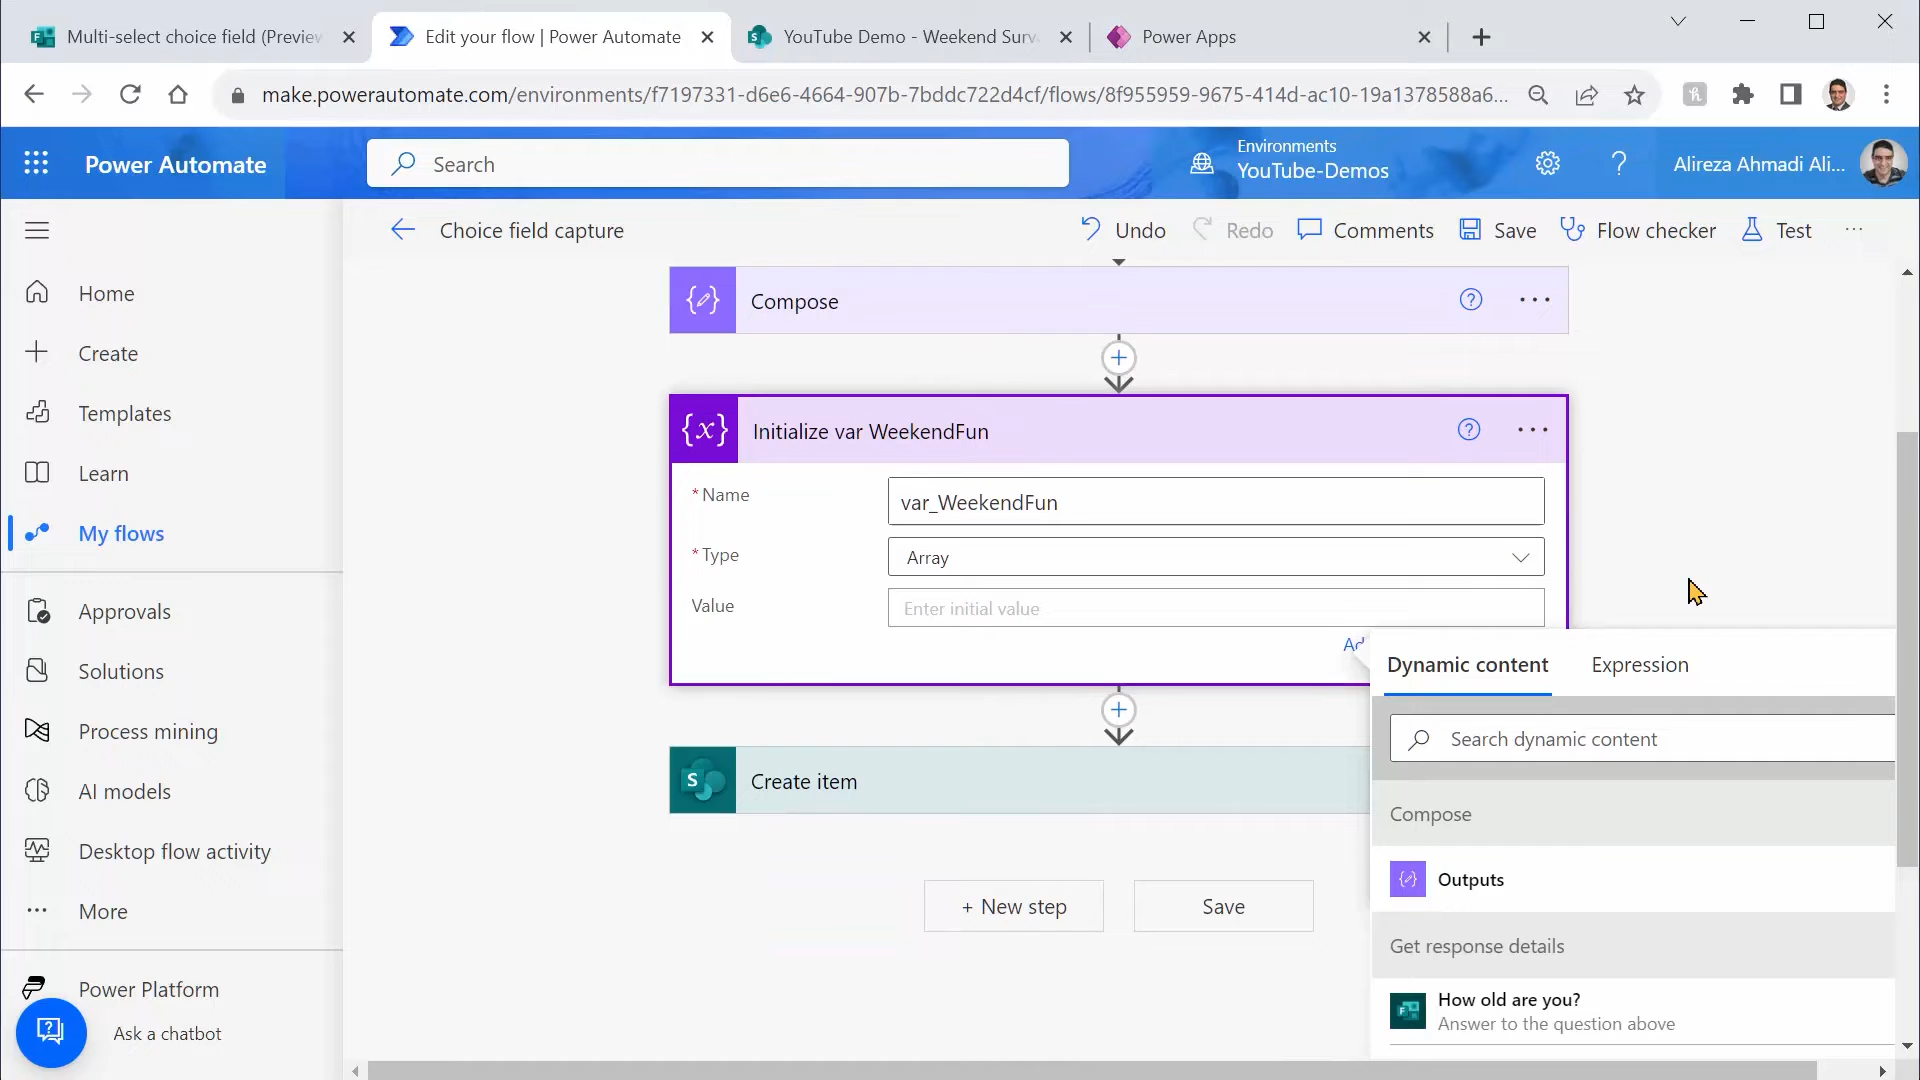 Multi-select choice field (Preview
Edit your flow | Power Automate
YouTube Demo - Weekend Surv
Power Apps
make.powerautomate.com/environments/f7197331-d6e6-4664-907b-7bddc722d4cf/flows/8f955959-9675-414d-ac10-19a1378588a6...
Power Automate
Search
Environments
YouTube-Demos
Alireza Ahmadi Ali...
Choice field capture
Undo
Redo
Comments
Save
Flow checker
Test
Home
Create
Templates
Learn
My flows
Approvals
Solutions
Process mining
AI models
Desktop flow activity
More
Power Platform
Ask a chatbot
Compose
Initialize var WeekendFun
* Name
var_WeekendFun
* Type
Array
Value
Enter initial value
Create item
+ New step
Save
Dynamic content
Expression
Search dynamic content
Compose
Outputs
Get response details
How old are you?
Answer to the question above